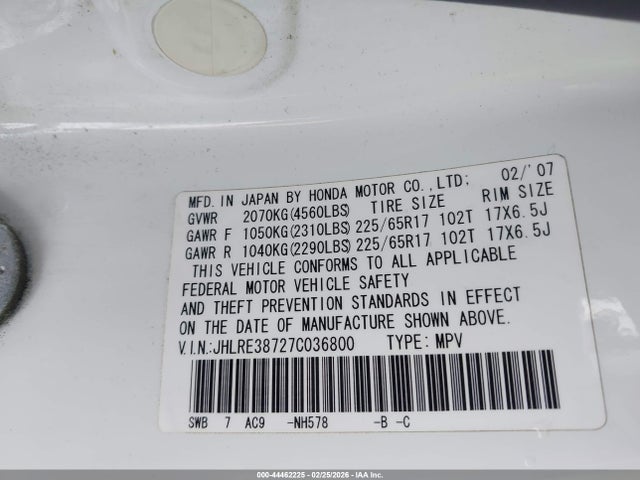 MFD. IN JAPAN BY HONDA MOTOR CO., LTD; 02/'07
GVWR 2070KG(4560LBS) TIRE SIZE RIM SIZE
GAWR F 1050KG(2310LBS) 225/65R17 102T 17X6.5J
GAWR R 1040KG(2290LBS) 225/65R17 102T 17X6.5J
THIS VEHICLE CONFORMS TO ALL APPLICABLE
FEDERAL MOTOR VEHICLE SAFETY
AND THEFT PREVENTION STANDARDS IN EFFECT
ON THE DATE OF MANUFACTURE SHOWN ABOVE.
V.I.N.:JHLRE38727C036800 TYPE: MPV
SWB 7 AC9 -NH578 -B -C
000-44462225 - 02/25/2026 - IAA Inc.